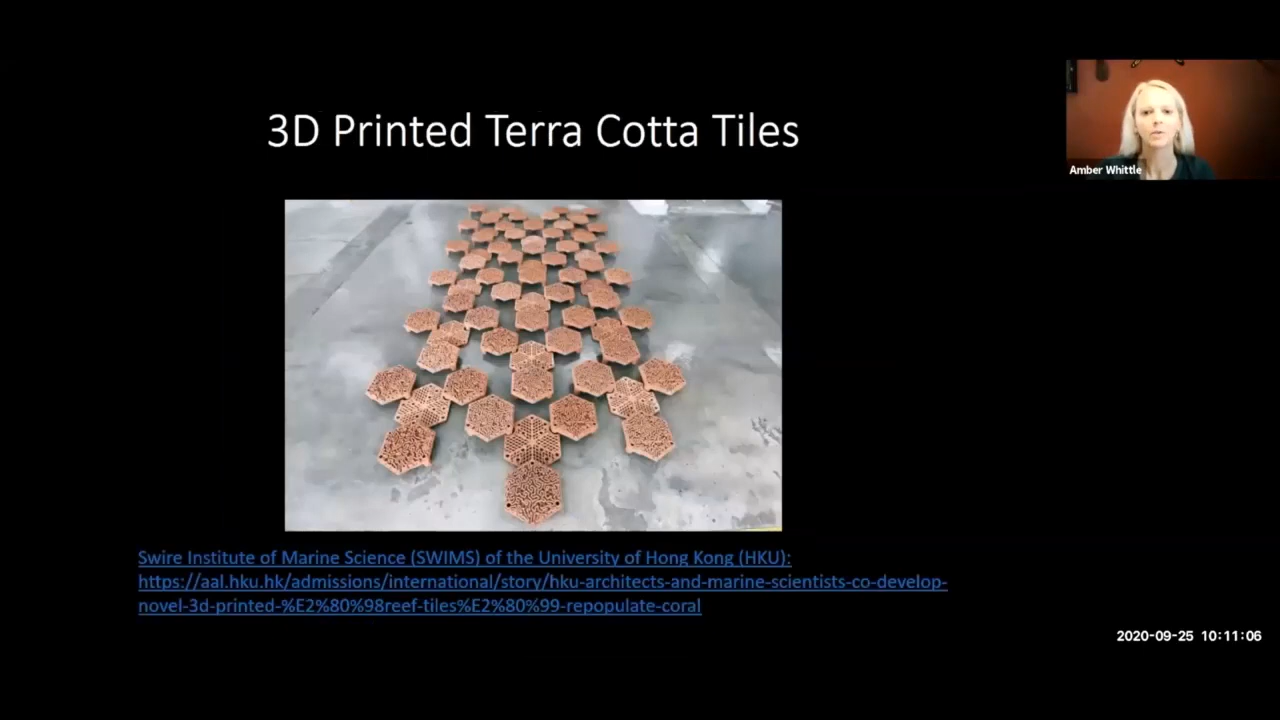 3D Printed Terra Cotta Tiles
Amber Whittle
Swire Institute of Marine Science (SWIMS) of the University of Hong Kong (HKU):
https://aal.hku.hk/admissions/international/story/hku-architects-and-marine-scientists-co-develop-
novel-3d-printed-%E2%80%98reef-tiles%E2%80%99-repopulate-coral
2020-09-25 10:11:06